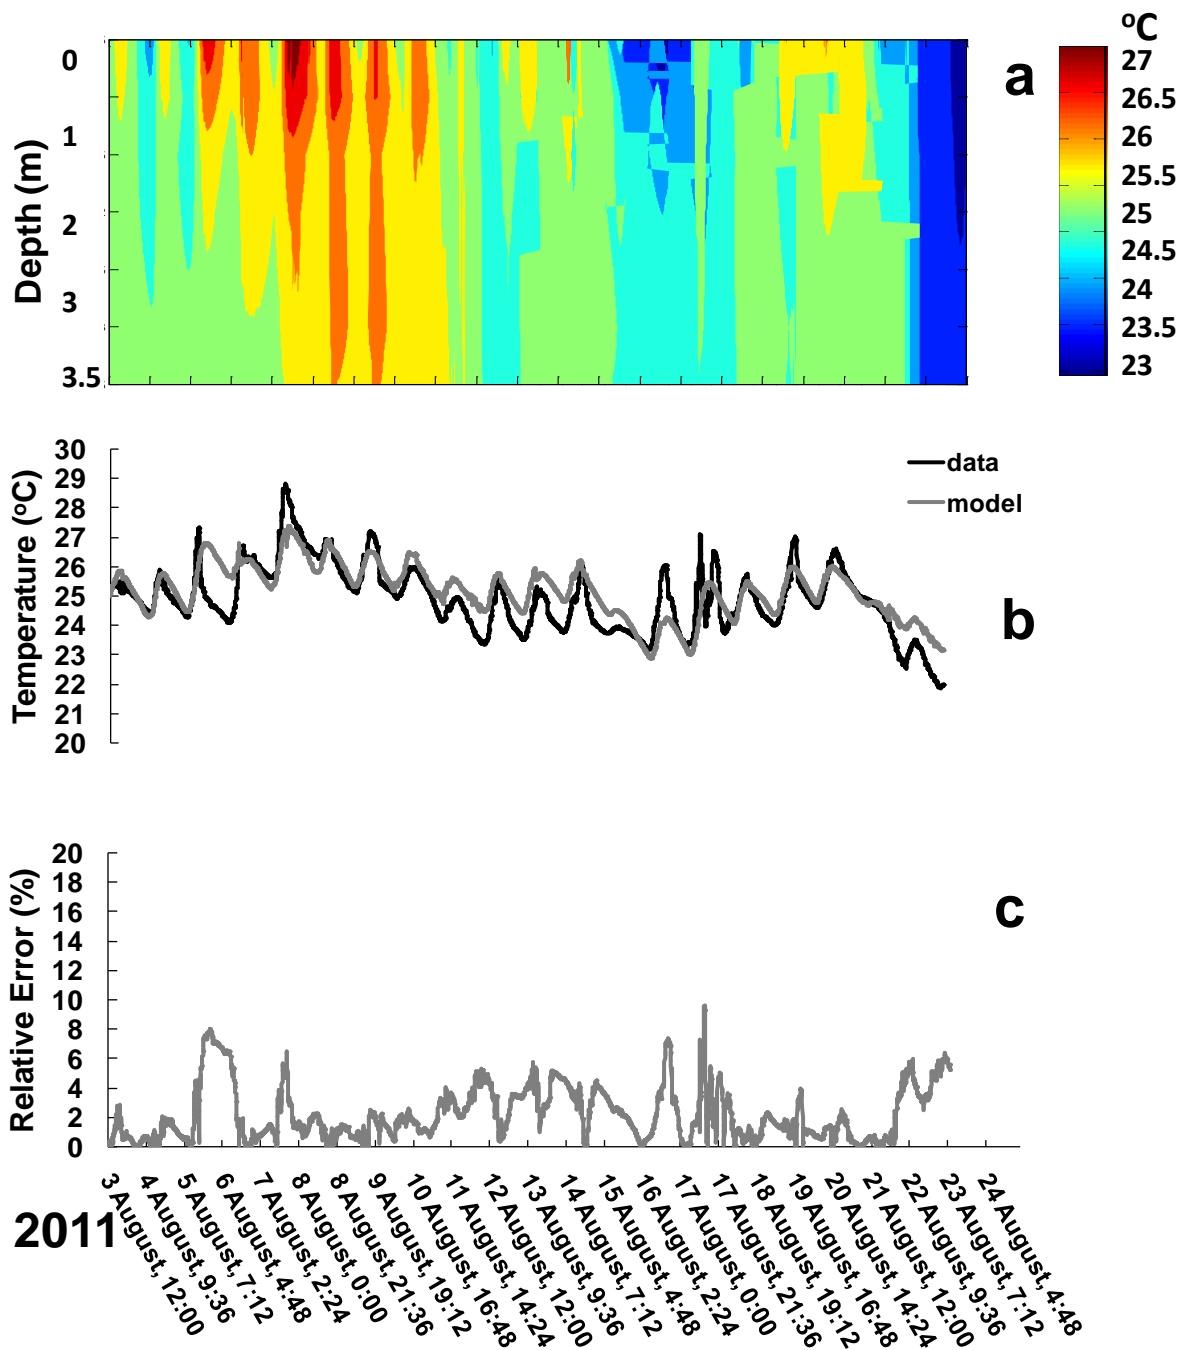 ºC
a
0
1
2
3
3.5
Depth (m)
27
26.5
26
25.5
25
24.5
24
23.5
23
30
29
28
27
26
25
24
23
22
21
20
Temperature (ºC)
data
model
b
20
18
16
14
12
10
8
6
4
2
0
Relative Error (%)
c
3 August, 12:00
4 August, 9:36
5 August, 7:12
6 August, 4:48
7 August, 2:24
8 August, 0:00
8 August, 21:36
9 August, 19:12
10 August, 16:48
11 August, 14:24
12 August, 12:00
13 August, 9:36
14 August, 7:12
15 August, 4:48
16 August, 2:24
17 August, 0:00
17 August, 21:36
18 August, 19:12
19 August, 16:48
20 August, 14:24
21 August, 12:00
22 August, 9:36
23 August, 7:12
24 August, 4:48
2011